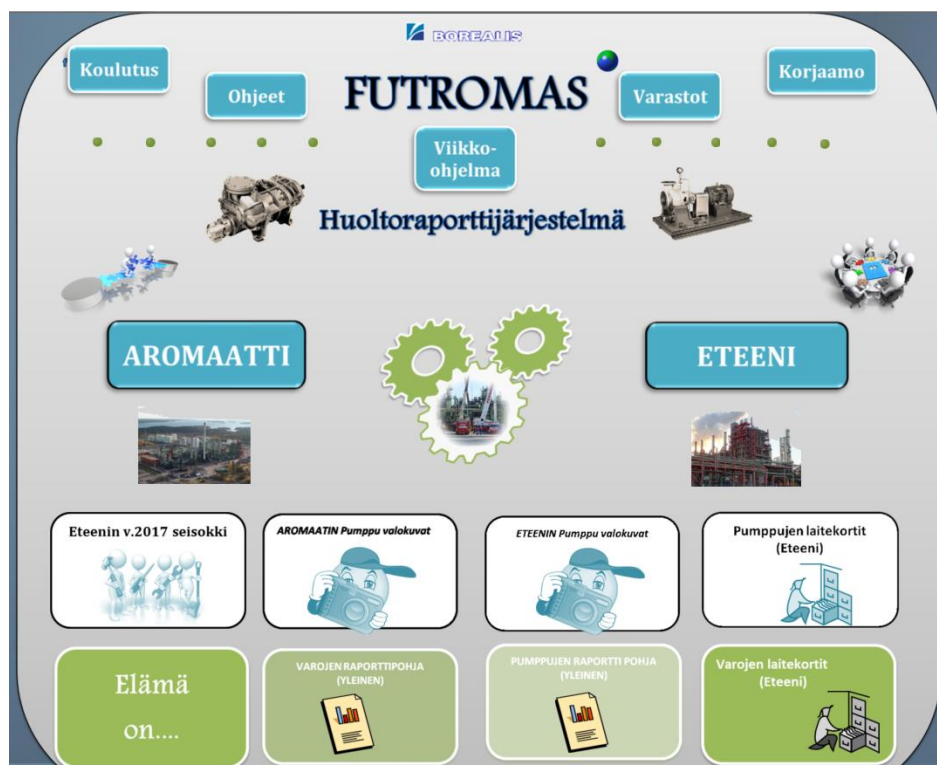 BOREALIS
Koulutus
Ohjeet
FUTROMAS
Varastot
Korjaamo
Viikko-
ohjelma
Huoltoraporttijärjestelmä
AROMAATTI
ETEENI
Eteenin v.2017 seisokki
AROMAATIN Pumppu valokuvat
ETEENIN Pumppu valokuvat
Pumppujen laitekortit
(Eteeni)
Elämä
on....
VAROJEN RAPORTTIPOHJA
(YLEINEN)
PUMPPUJEN RAPORTTI POHJA
(YLEINEN)
Varojen laitekortit
(Eteeni)